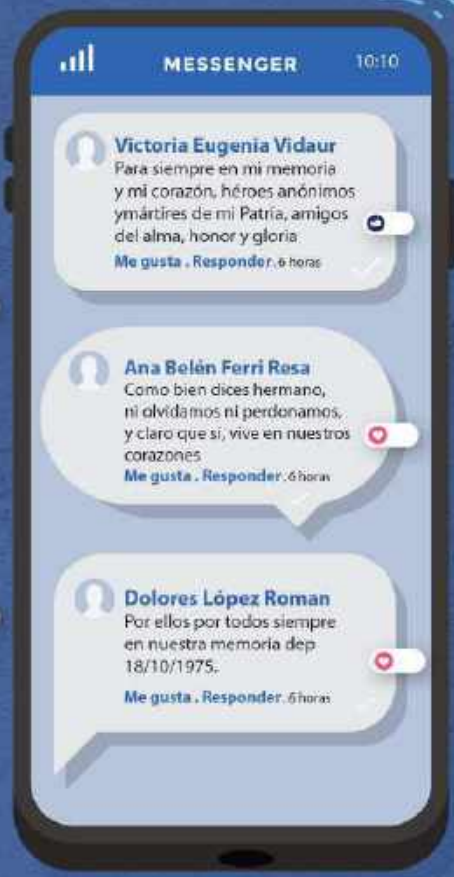 MESSENGER 10:10
Victoria Eugenia Vidaur
Para siempre en mi memoria
y mi corazón, héroes anónimos
ymártires de mi Patria, amigos
del alma, honor y gloria
Me gusta . Responder . 6 horas
Ana Belén Ferri Resa
Como bien dices hermano,
ni olvidamos ni perdonamos,
y claro que si, vive en nuestros
corazones
Me gusta . Responder . 6 horas
Dolores López Roman
Por ellos por todos siempre
en nuestra memoria dep
18/10/1975.
Me gusta . Responder . 6 horas